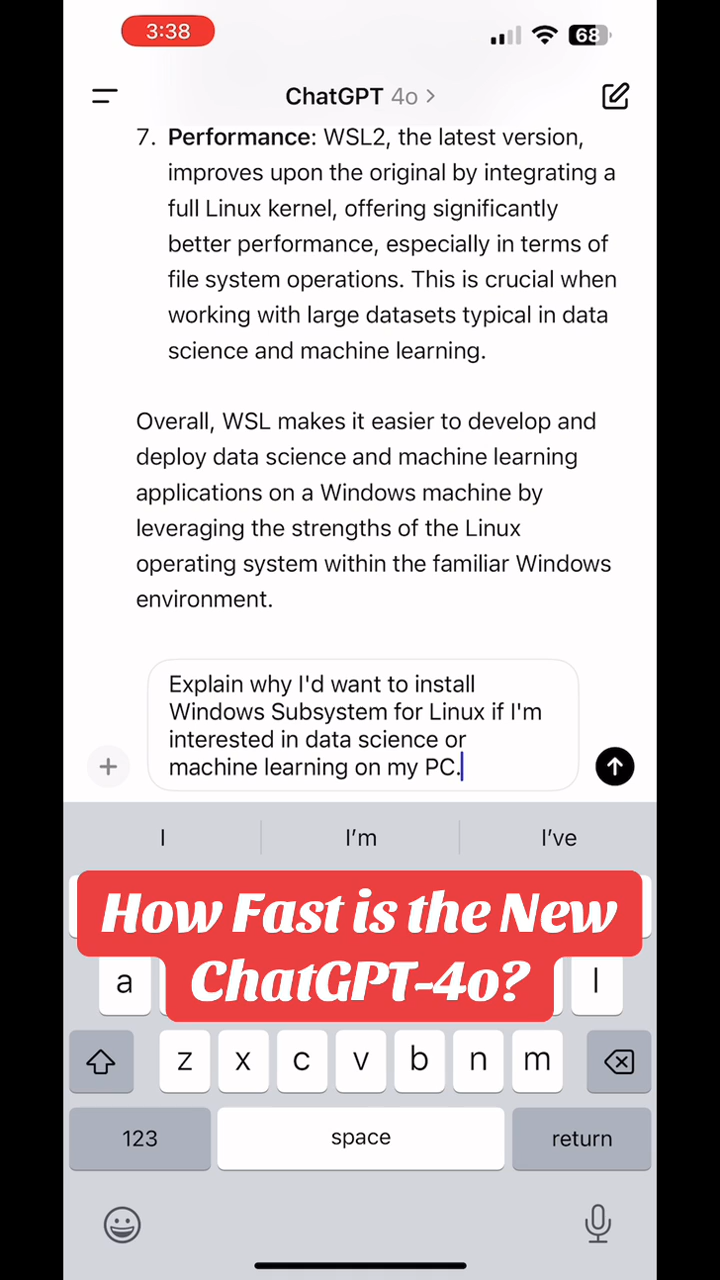 3:38
68
ChatGPT 4o >
7. Performance: WSL2, the latest version,
improves upon the original by integrating a
full Linux kernel, offering significantly
better performance, especially in terms of
file system operations. This is crucial when
working with large datasets typical in data
science and machine learning.
Overall, WSL makes it easier to develop and
deploy data science and machine learning
applications on a Windows machine by
leveraging the strengths of the Linux
operating system within the familiar Windows
environment.
Explain why I'd want to install
Windows Subsystem for Linux if I'm
interested in data science or
machine learning on my PC.
I I'm I've
How Fast is the New
ChatGPT-4o?
a l
z x c v b n m
123 space return